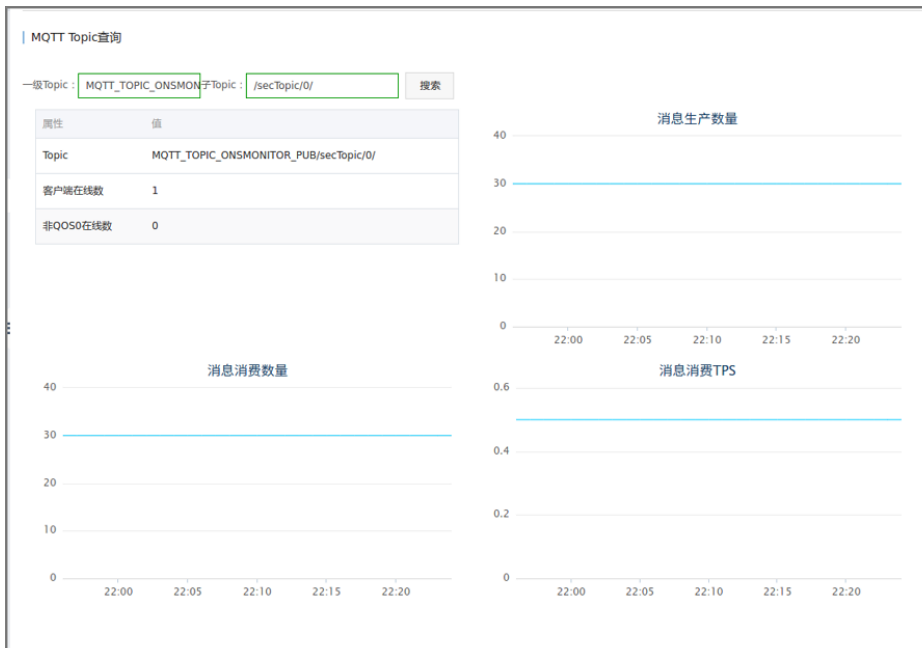 MQTT Topic查询
一级Topic： MQTT_TOPIC_ONSMON 子Topic： /secTopic/0/ 搜索
属性 值
Topic MQTT_TOPIC_ONSMONITOR_PUB/secTopic/0/
客户端在线数 1
非QOS0在线数 0
消息生产数量
40
30
20
10
0
22:00 22:05 22:10 22:15 22:20
消息消费数量
40
30
20
10
0
22:00 22:05 22:10 22:15 22:20
消息消费TPS
0.6
0.4
0.2
0
22:00 22:05 22:10 22:15 22:20